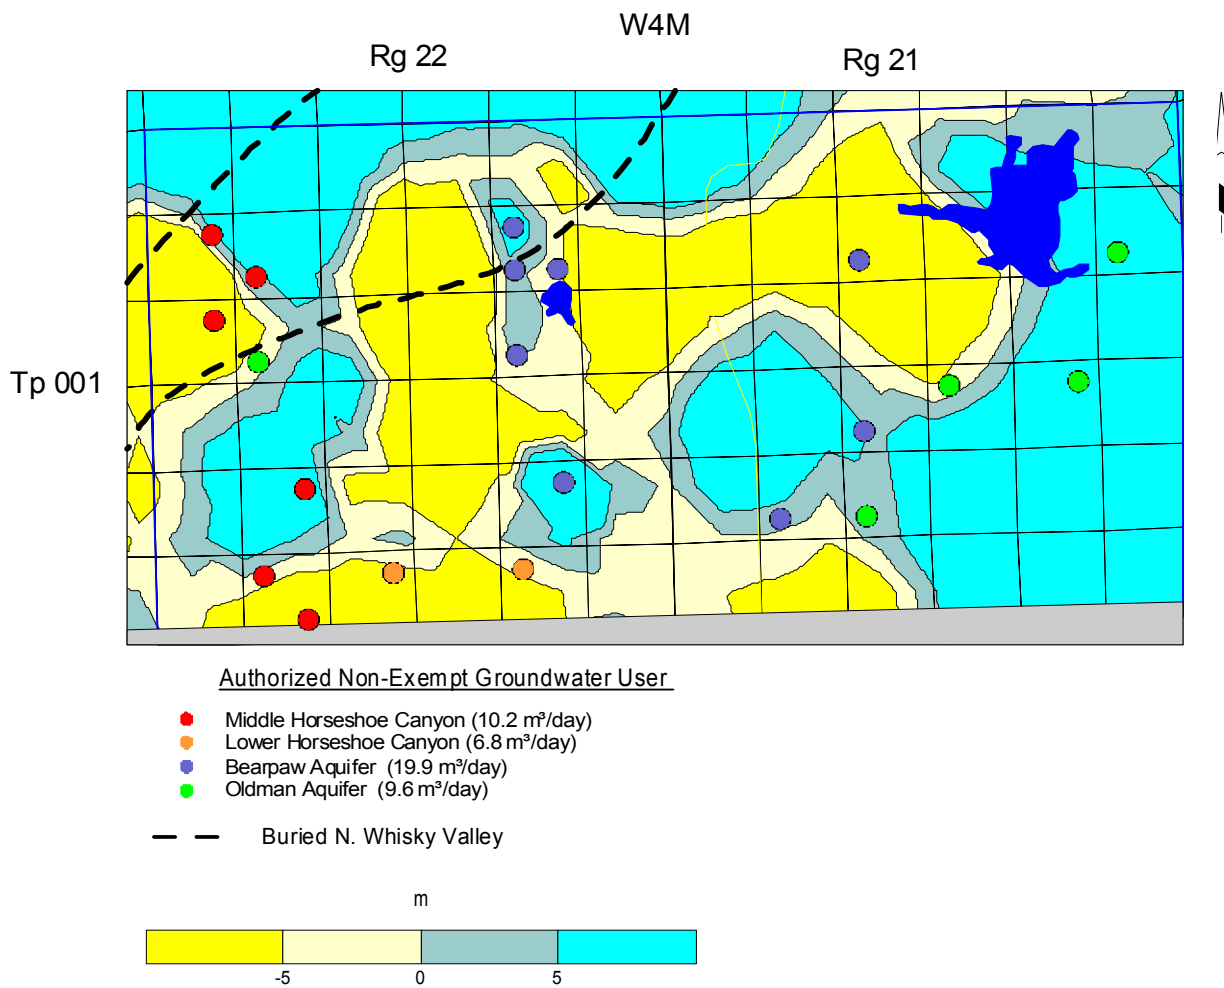 W4M
Rg 22
Rg 21
Tp 001
Authorized Non-Exempt Groundwater User
Middle Horseshoe Canyon (10.2 m³/day)
Lower Horseshoe Canyon (6.8 m³/day)
Bearpaw Aquifer (19.9 m³/day)
Oldman Aquifer (9.6 m³/day)
Buried N. Whisky Valley
m
-5 0 5